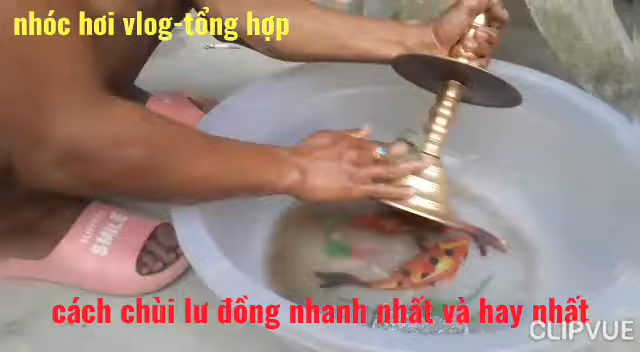 nhóc hơi vlog-tổng hợp
SMILE
cách chùi lư đồng nhanh nhất và hay nhất
CLIPVUE